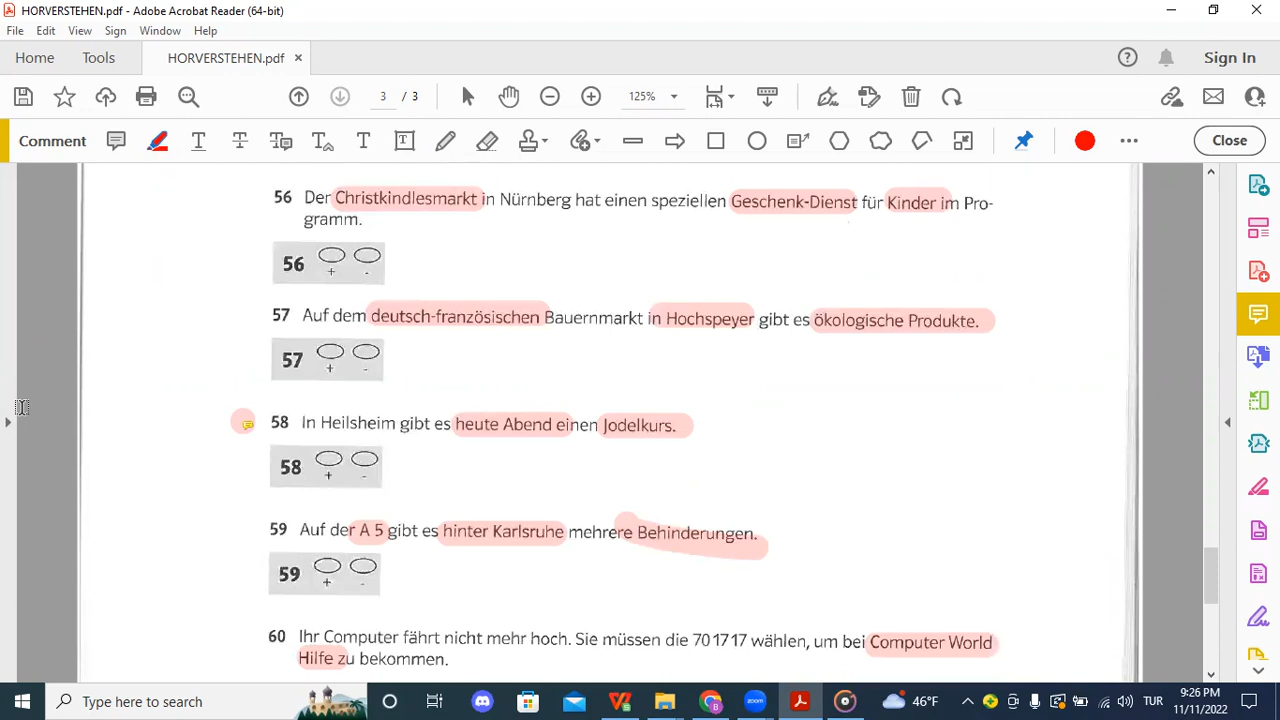 HORVERSTEHEN.pdf - Adobe Acrobat Reader (64-bit)
File Edit View Sign Window Help
Home Tools HORVERSTEHEN.pdf × Sign In
3 / 3 125%
Comment Close
56 Der Christkindlesmarkt in Nürnberg hat einen speziellen Geschenk-Dienst für Kinder im Pro-
gramm.
56 + -
57 Auf dem deutsch-französischen Bauernmarkt in Hochspeyer gibt es ökologische Produkte.
57 + -
58 In Heilsheim gibt es heute Abend einen Jodelkurs.
58 + -
59 Auf der A 5 gibt es hinter Karlsruhe mehrere Behinderungen.
59 + -
60 Ihr Computer fährt nicht mehr hoch. Sie müssen die 70 17 17 wählen, um bei Computer World
Hilfe zu bekommen.
Type here to search zoom 46°F TUR 9:26 PM
11/11/2022